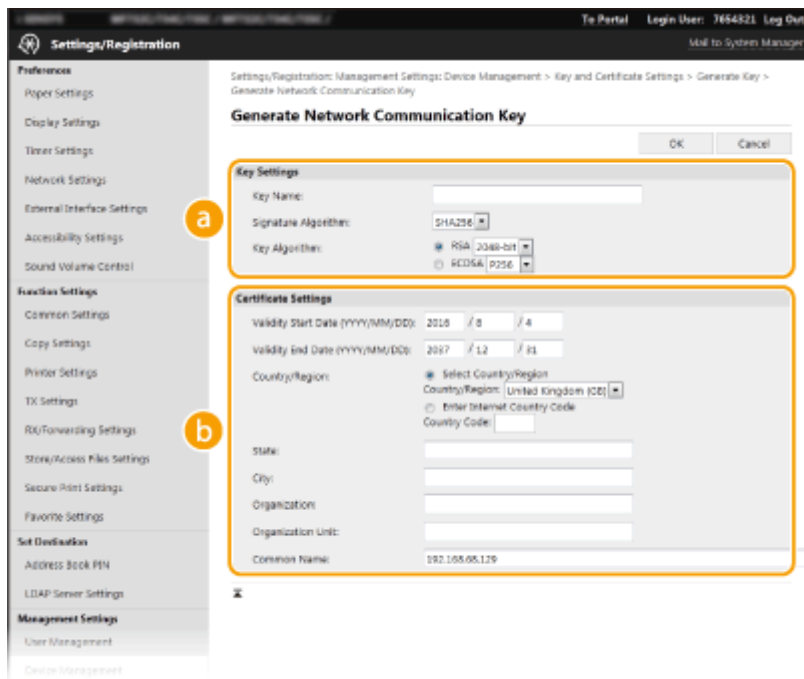 To Portal Login User: 7654321 Log Out
Settings/Registration
Mail to System Manager
Preferences
Paper Settings
Display Settings
Timer Settings
Network Settings
External Interface Settings
Accessibility Settings
Sound Volume Control
Function Settings
Common Settings
Copy Settings
Printer Settings
TX Settings
RX/Forwarding Settings
Store/Access Files Settings
Secure Print Settings
Favorite Settings
Set Destination
Address Book PIN
LDAP Server Settings
Management Settings
User Management
Device Management
Settings/Registration: Management Settings: Device Management > Key and Certificate Settings > Generate Key >
Generate Network Communication Key
Generate Network Communication Key
OK Cancel
a
Key Settings
Key Name:
Signature Algorithm: SHA256
Key Algorithm: RSA 2048-bit
ECDSA P256
b
Certificate Settings
Validity Start Date (YYYY/MM/DD): 2016 / 8 / 4
Validity End Date (YYYY/MM/DD): 2037 / 12 / 31
Country/Region: Select Country/Region
Country/Region: United Kingdom (GB)
Enter Internet Country Code
Country Code:
State:
City:
Organization:
Organization Unit:
Common Name: 192.168.68.129